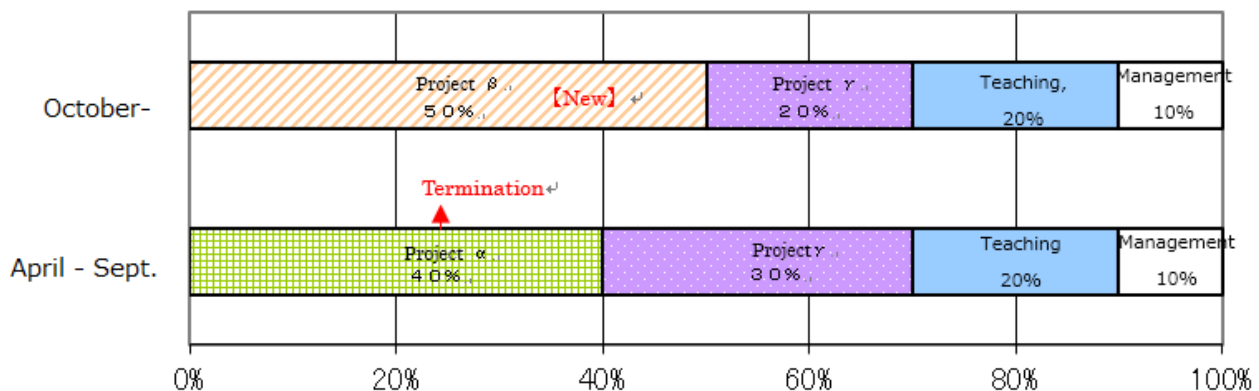 October-
Project β
50%
【New】
Project γ
20%
Teaching,
20%
Management
10%
Termination
April - Sept.
Project α
40%
Projectγ
30%
Teaching
20%
Management
10%
0% 20% 40% 60% 80% 100%